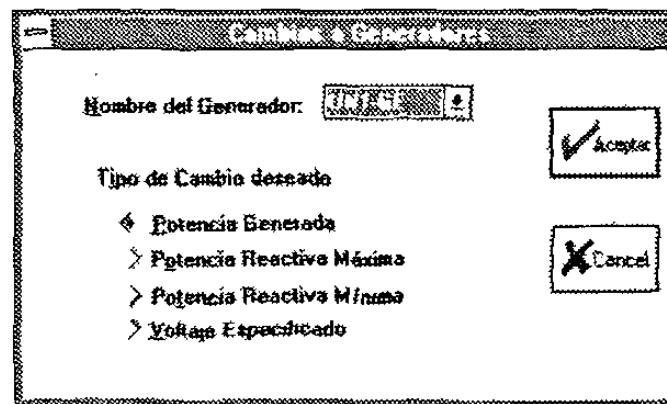 Cambios a Generadores
Nombre del Generador:
Aceptar
Tipo de Cambio deseado
Potencia Generada
Potencia Reactiva Máxima
Cancel
Potencia Reactiva Mínima
Voltaje Especificado